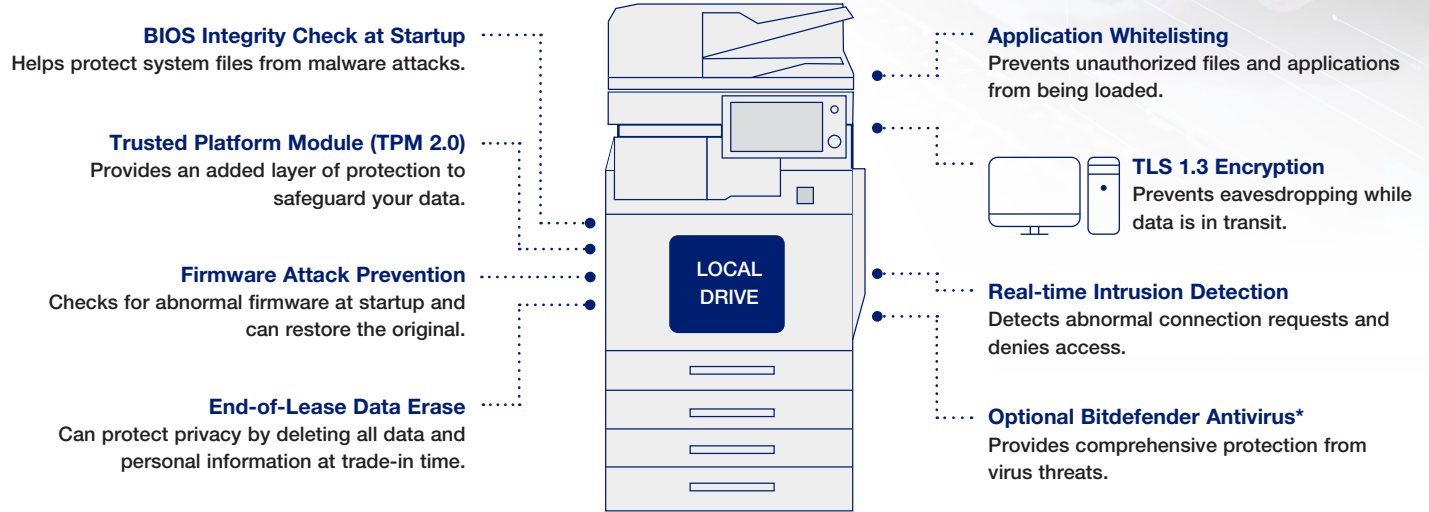 BIOS Integrity Check at Startup
Helps protect system files from malware attacks.
Trusted Platform Module (TPM 2.0)
Provides an added layer of protection to
safeguard your data.
Firmware Attack Prevention
Checks for abnormal firmware at startup and
can restore the original.
End-of-Lease Data Erase
Can protect privacy by deleting all data and
personal information at trade-in time.
LOCAL
DRIVE
Application Whitelisting
Prevents unauthorized files and applications
from being loaded.
TLS 1.3 Encryption
Prevents eavesdropping while
data is in transit.
Real-time Intrusion Detection
Detects abnormal connection requests and
denies access.
Optional Bitdefender Antivirus*
Provides comprehensive protection from
virus threats.